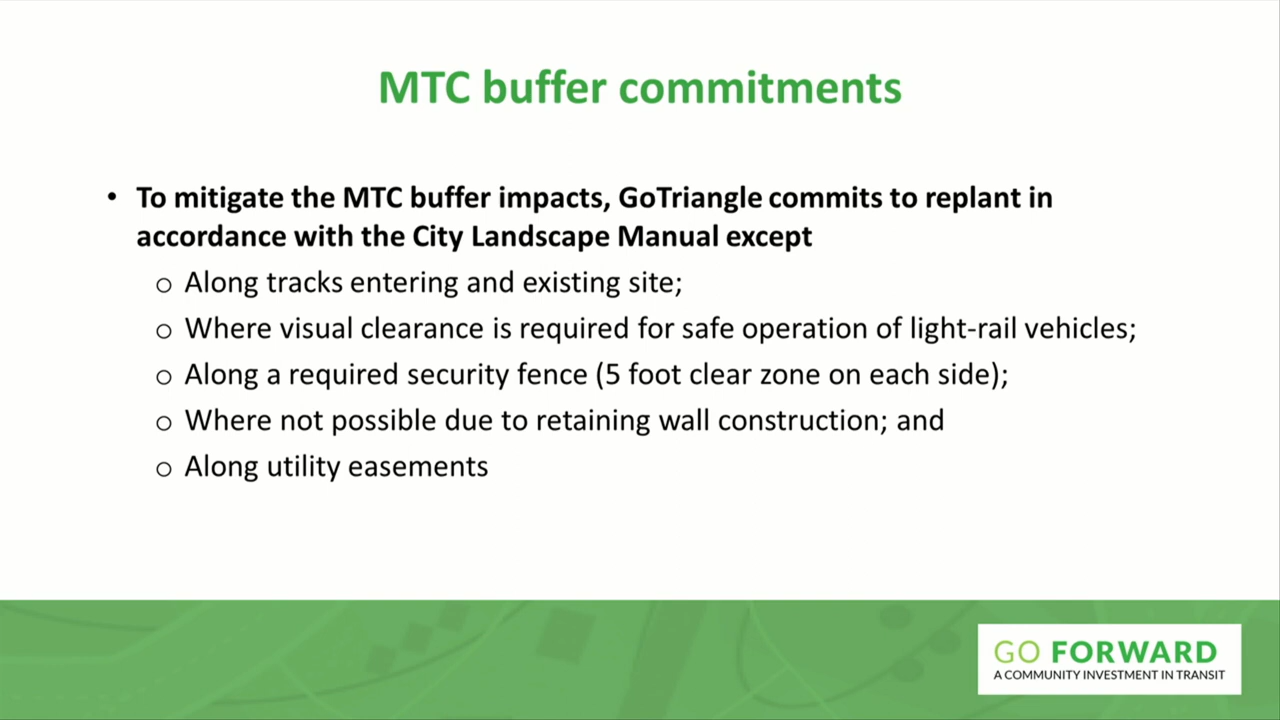 MTC buffer commitments
• To mitigate the MTC buffer impacts, GoTriangle commits to replant in
accordance with the City Landscape Manual except
o Along tracks entering and existing site;
o Where visual clearance is required for safe operation of light-rail vehicles;
o Along a required security fence (5 foot clear zone on each side);
o Where not possible due to retaining wall construction; and
o Along utility easements
GO FORWARD
A COMMUNITY INVESTMENT IN TRANSIT